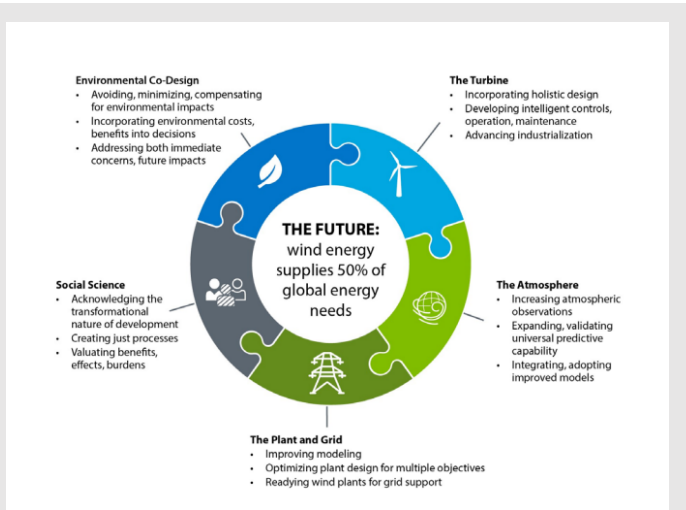 Environmental Co-Design
• Avoiding, minimizing, compensating
for environmental impacts
• Incorporating environmental costs,
benefits into decisions
• Addressing both immediate
concerns, future impacts
The Turbine
• Incorporating holistic design
• Developing intelligent controls,
operation, maintenance
• Advancing industrialization
THE FUTURE:
wind energy
supplies 50% of
global energy
needs
Social Science
• Acknowledging the
transformational
nature of development
• Creating just processes
• Valuating benefits,
effects, burdens
The Atmosphere
• Increasing atmospheric
observations
• Expanding, validating
universal predictive
capability
• Integrating, adopting
improved models
The Plant and Grid
• Improving modeling
• Optimizing plant design for multiple objectives
• Readying wind plants for grid support